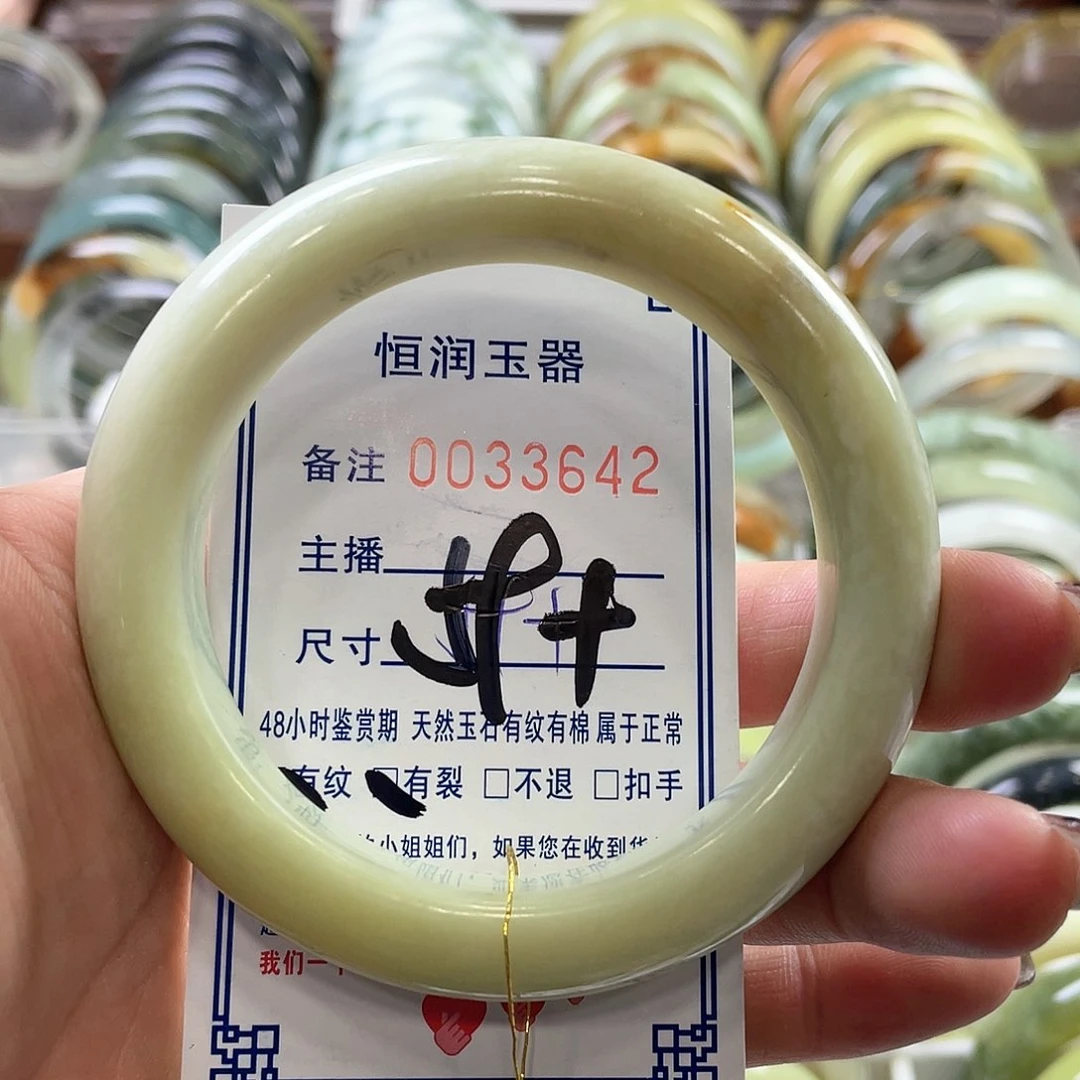 恒润玉器
备注 0033642
主播
尺寸
48小时鉴赏期 天然玉石有纹有棉 属于正常
有纹 □有裂 □不退 □扣手
小姐姐们，如果您在收到
我们一